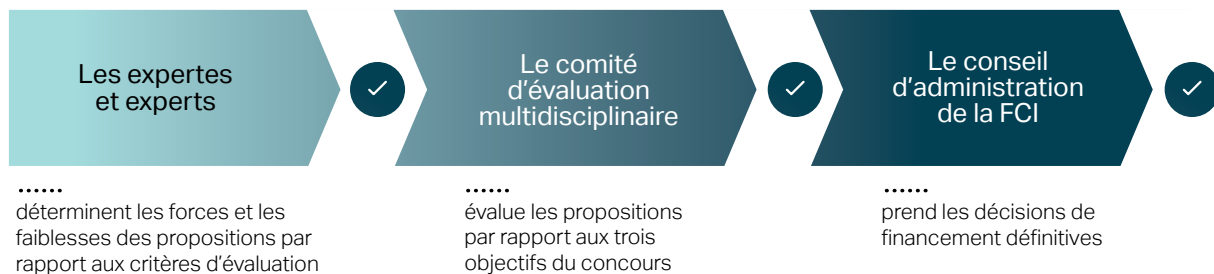 Les expertes
et experts
Le comité
d'évaluation
multidisciplinaire
Le conseil
d'administration
de la FCI
......
déterminent les forces et les
faiblesses des propositions par
rapport aux critères d'évaluation
......
évalue les propositions
par rapport aux trois
objectifs du concours
......
prend les décisions de
financement définitives